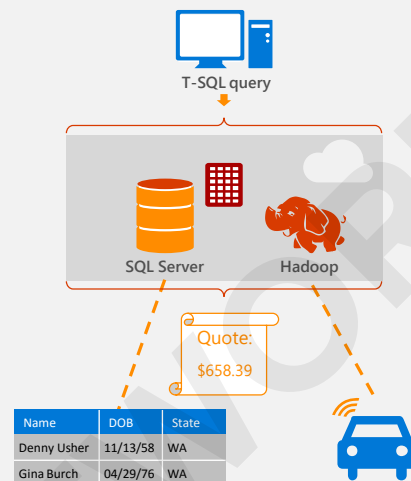 T-SQL query
SQL Server
Hadoop
Quote:
$658.39
Name DOB State
Denny Usher 11/13/58 WA
Gina Burch 04/29/76 WA